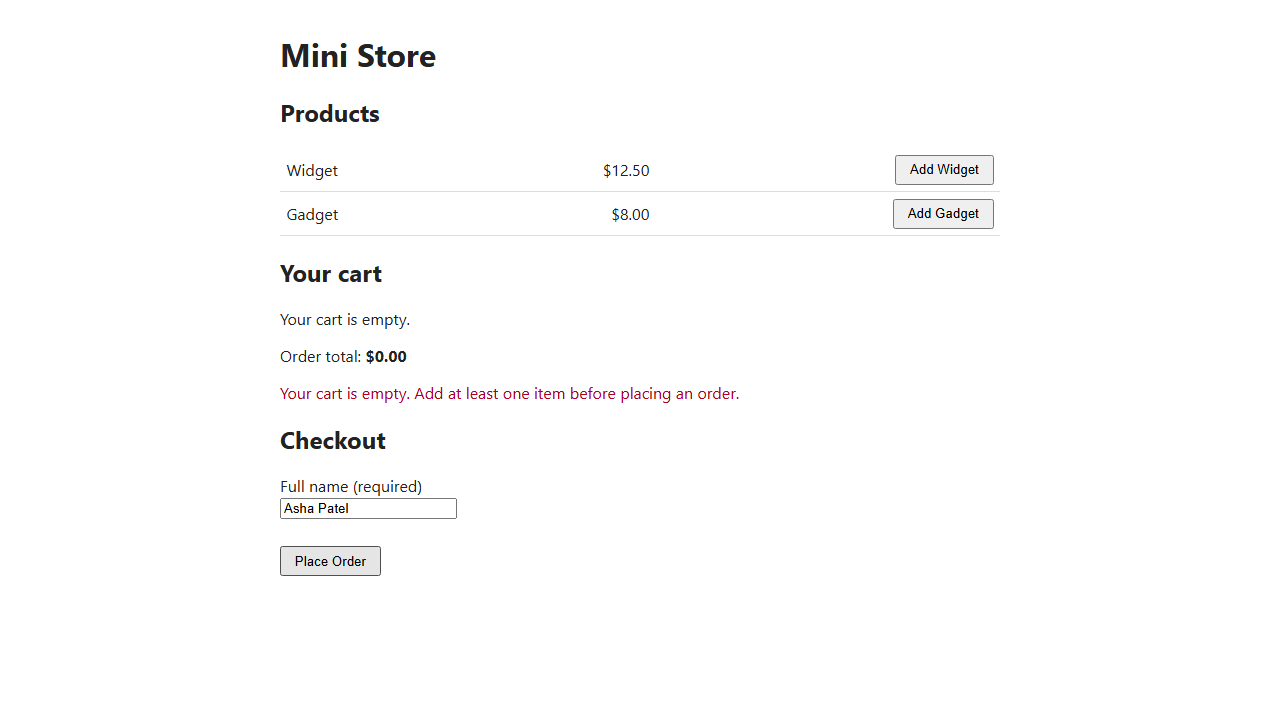 Mini Store
Products
Widget $12.50 Add Widget
Gadget $8.00 Add Gadget
Your cart
Your cart is empty.
Order total: $0.00
Your cart is empty. Add at least one item before placing an order.
Checkout
Full name (required)
Asha Patel
Place Order